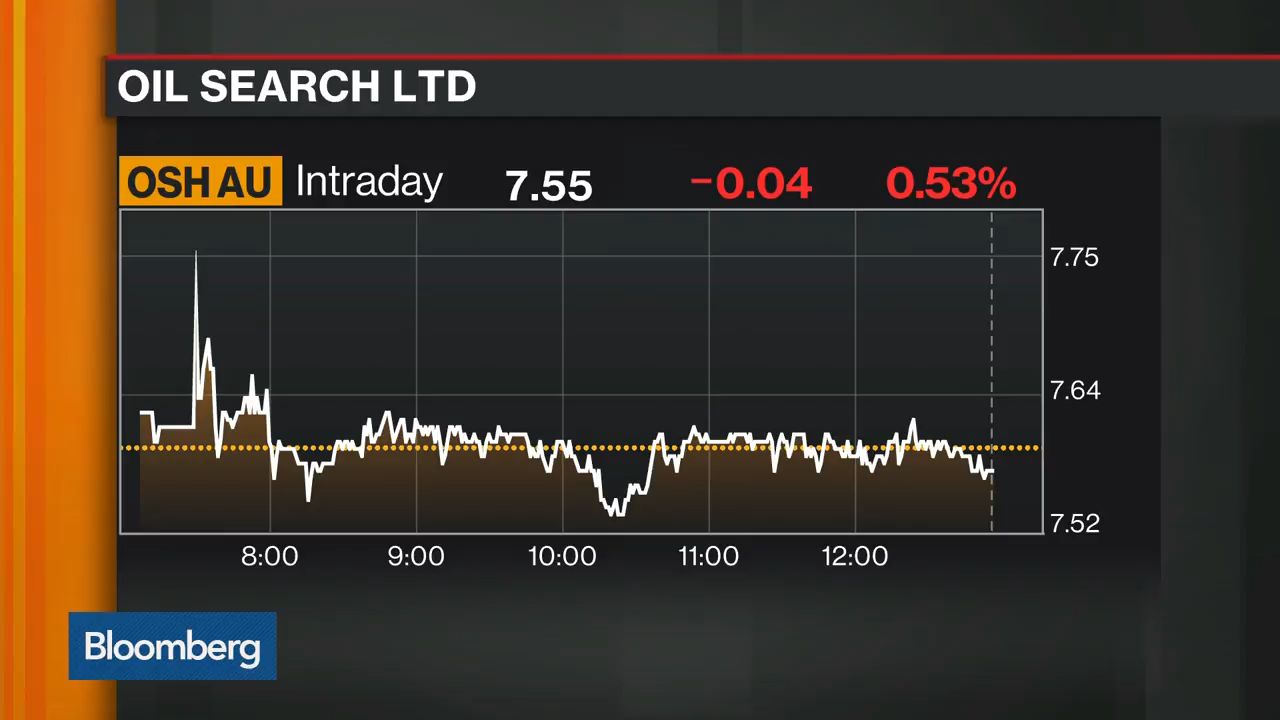 OIL SEARCH LTD
OSH AU Intraday 7.55 −0.04 0.53%
7.75
7.64
7.52
8:00 9:00 10:00 11:00 12:00
Bloomberg